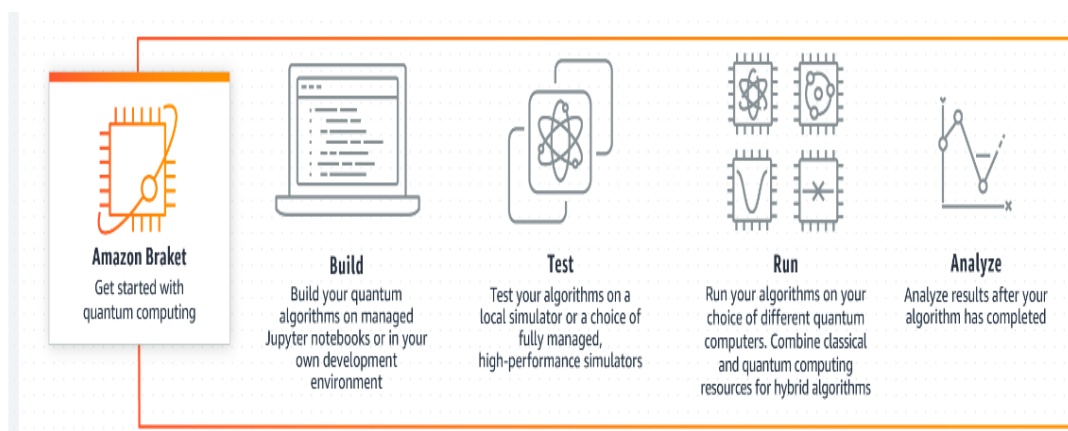 Amazon Braket
Get started with
quantum computing
Build
Build your quantum
algorithms on managed
Jupyter notebooks or in your
own development
environment
Test
Test your algorithms on a
local simulator or a choice of
fully managed,
high-performance simulators
Run
Run your algorithms on your
choice of different quantum
computers. Combine classical
and quantum computing
resources for hybrid algorithms
Analyze
Analyze results after your
algorithm has completed